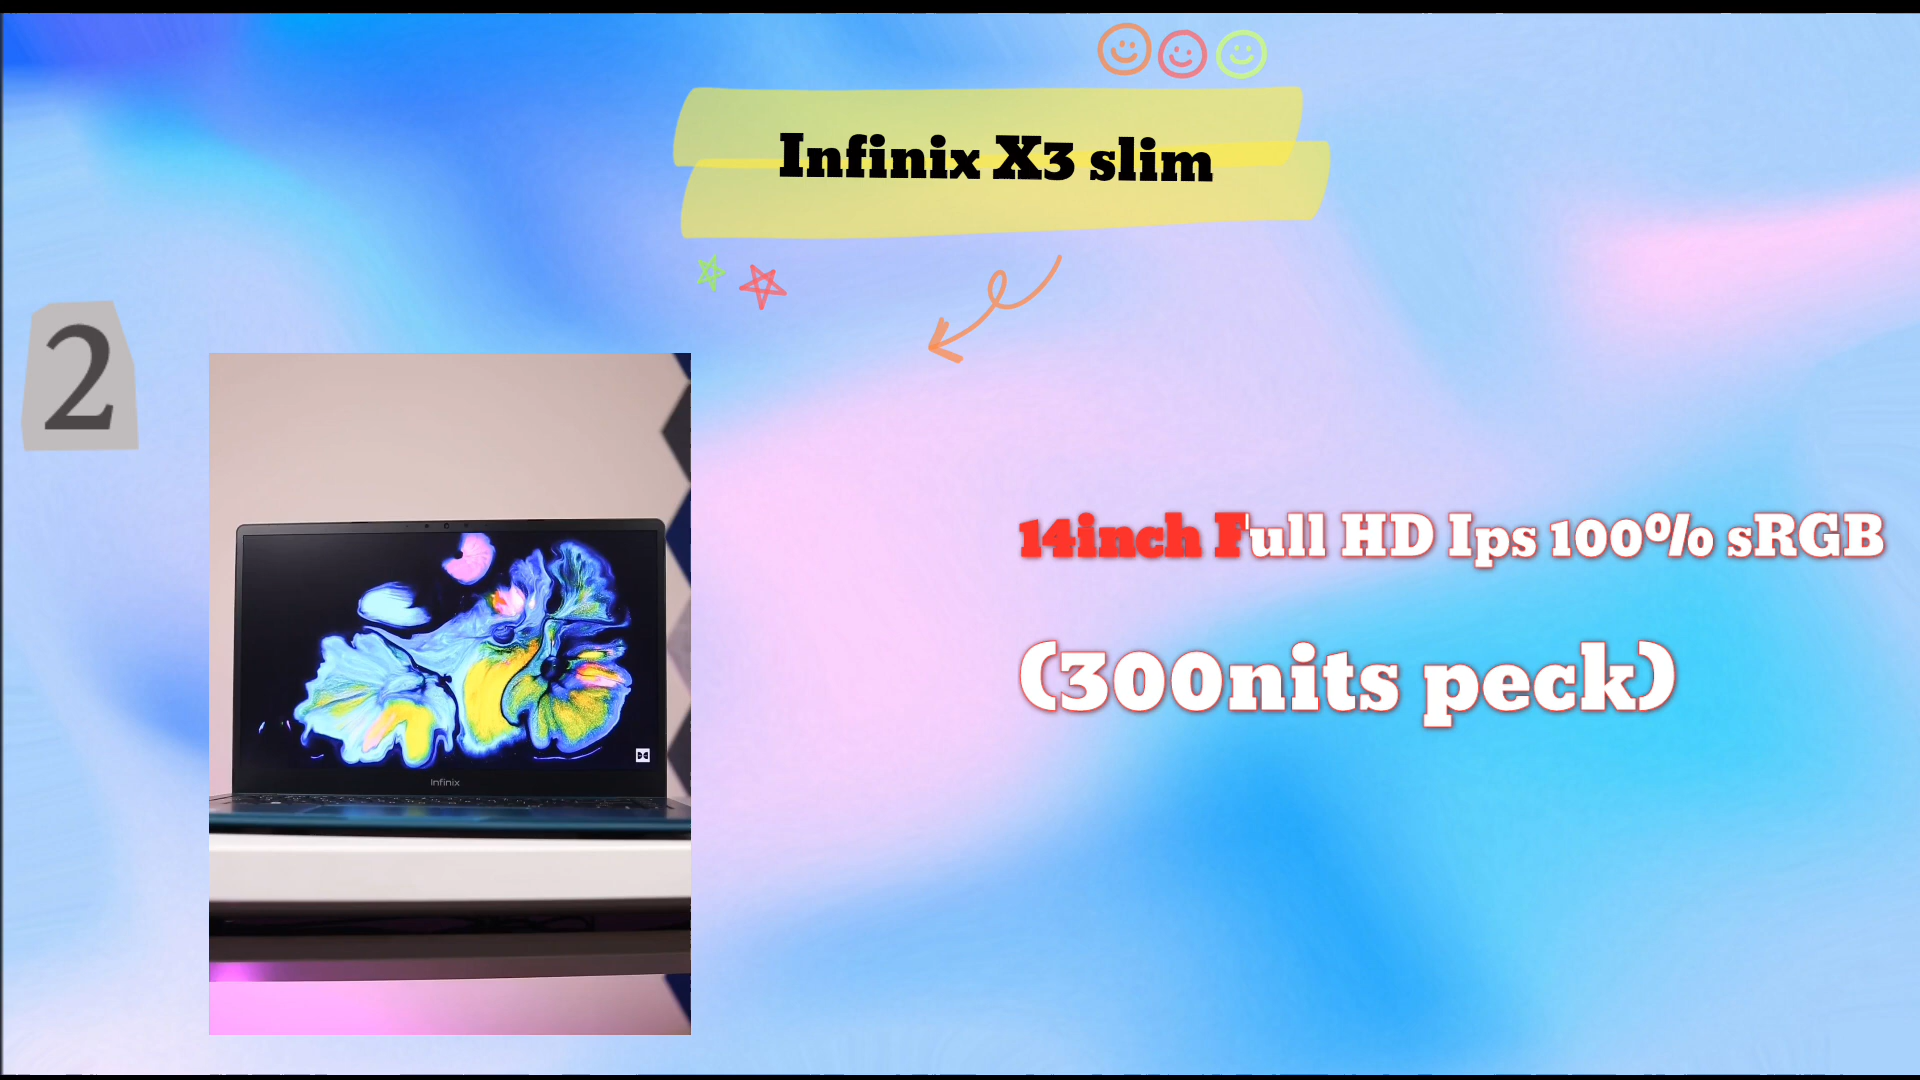 Infinix X3 slim
2
14inch Full HD Ips 100% sRGB
(300nits peck)
Infinix